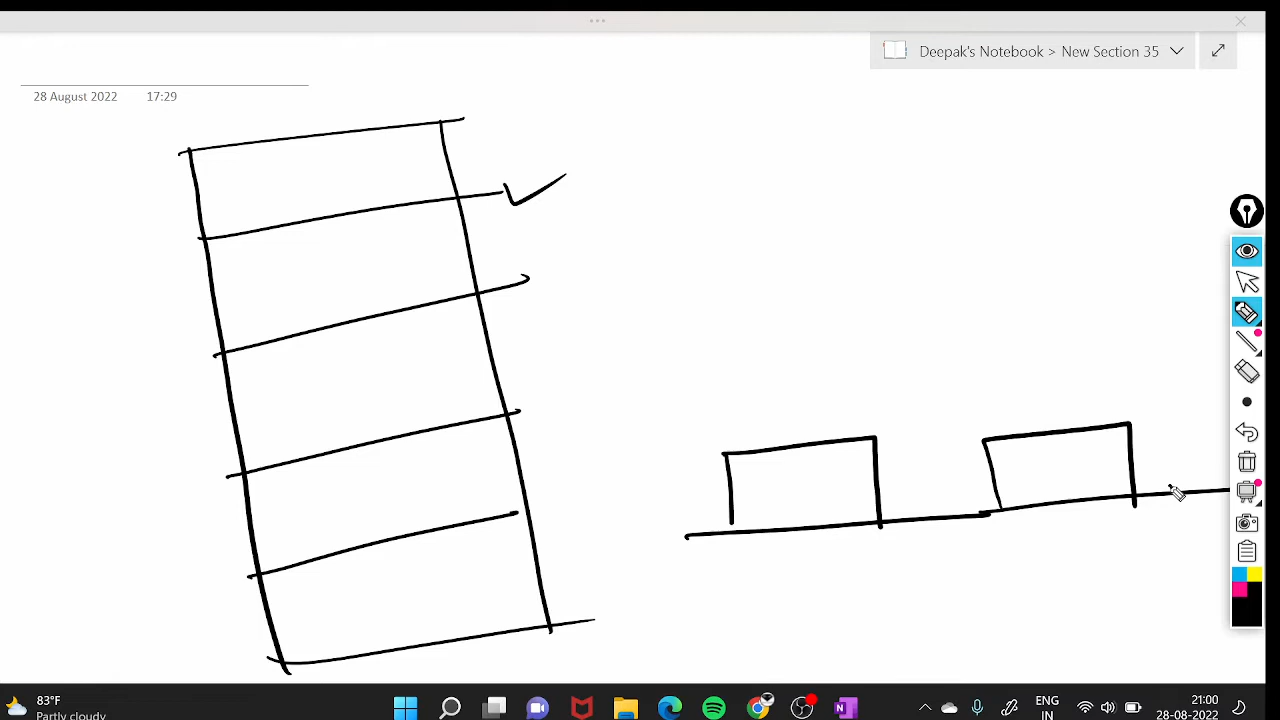 Deepak's Notebook > New Section 35
28 August 2022 17:29
83°F
Partly cloudy
ENG
IN
21:00
28-08-2022